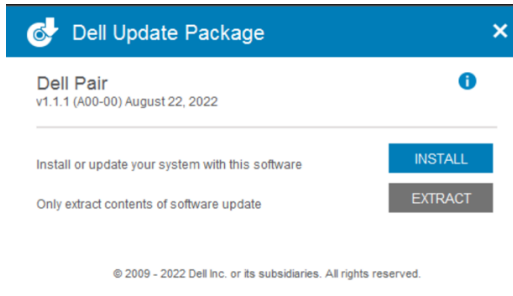 Dell Update Package
Dell Pair
v1.1.1 (A00-00) August 22, 2022
Install or update your system with this software
INSTALL
Only extract contents of software update
EXTRACT
© 2009 - 2022 Dell Inc. or its subsidiaries. All rights reserved.